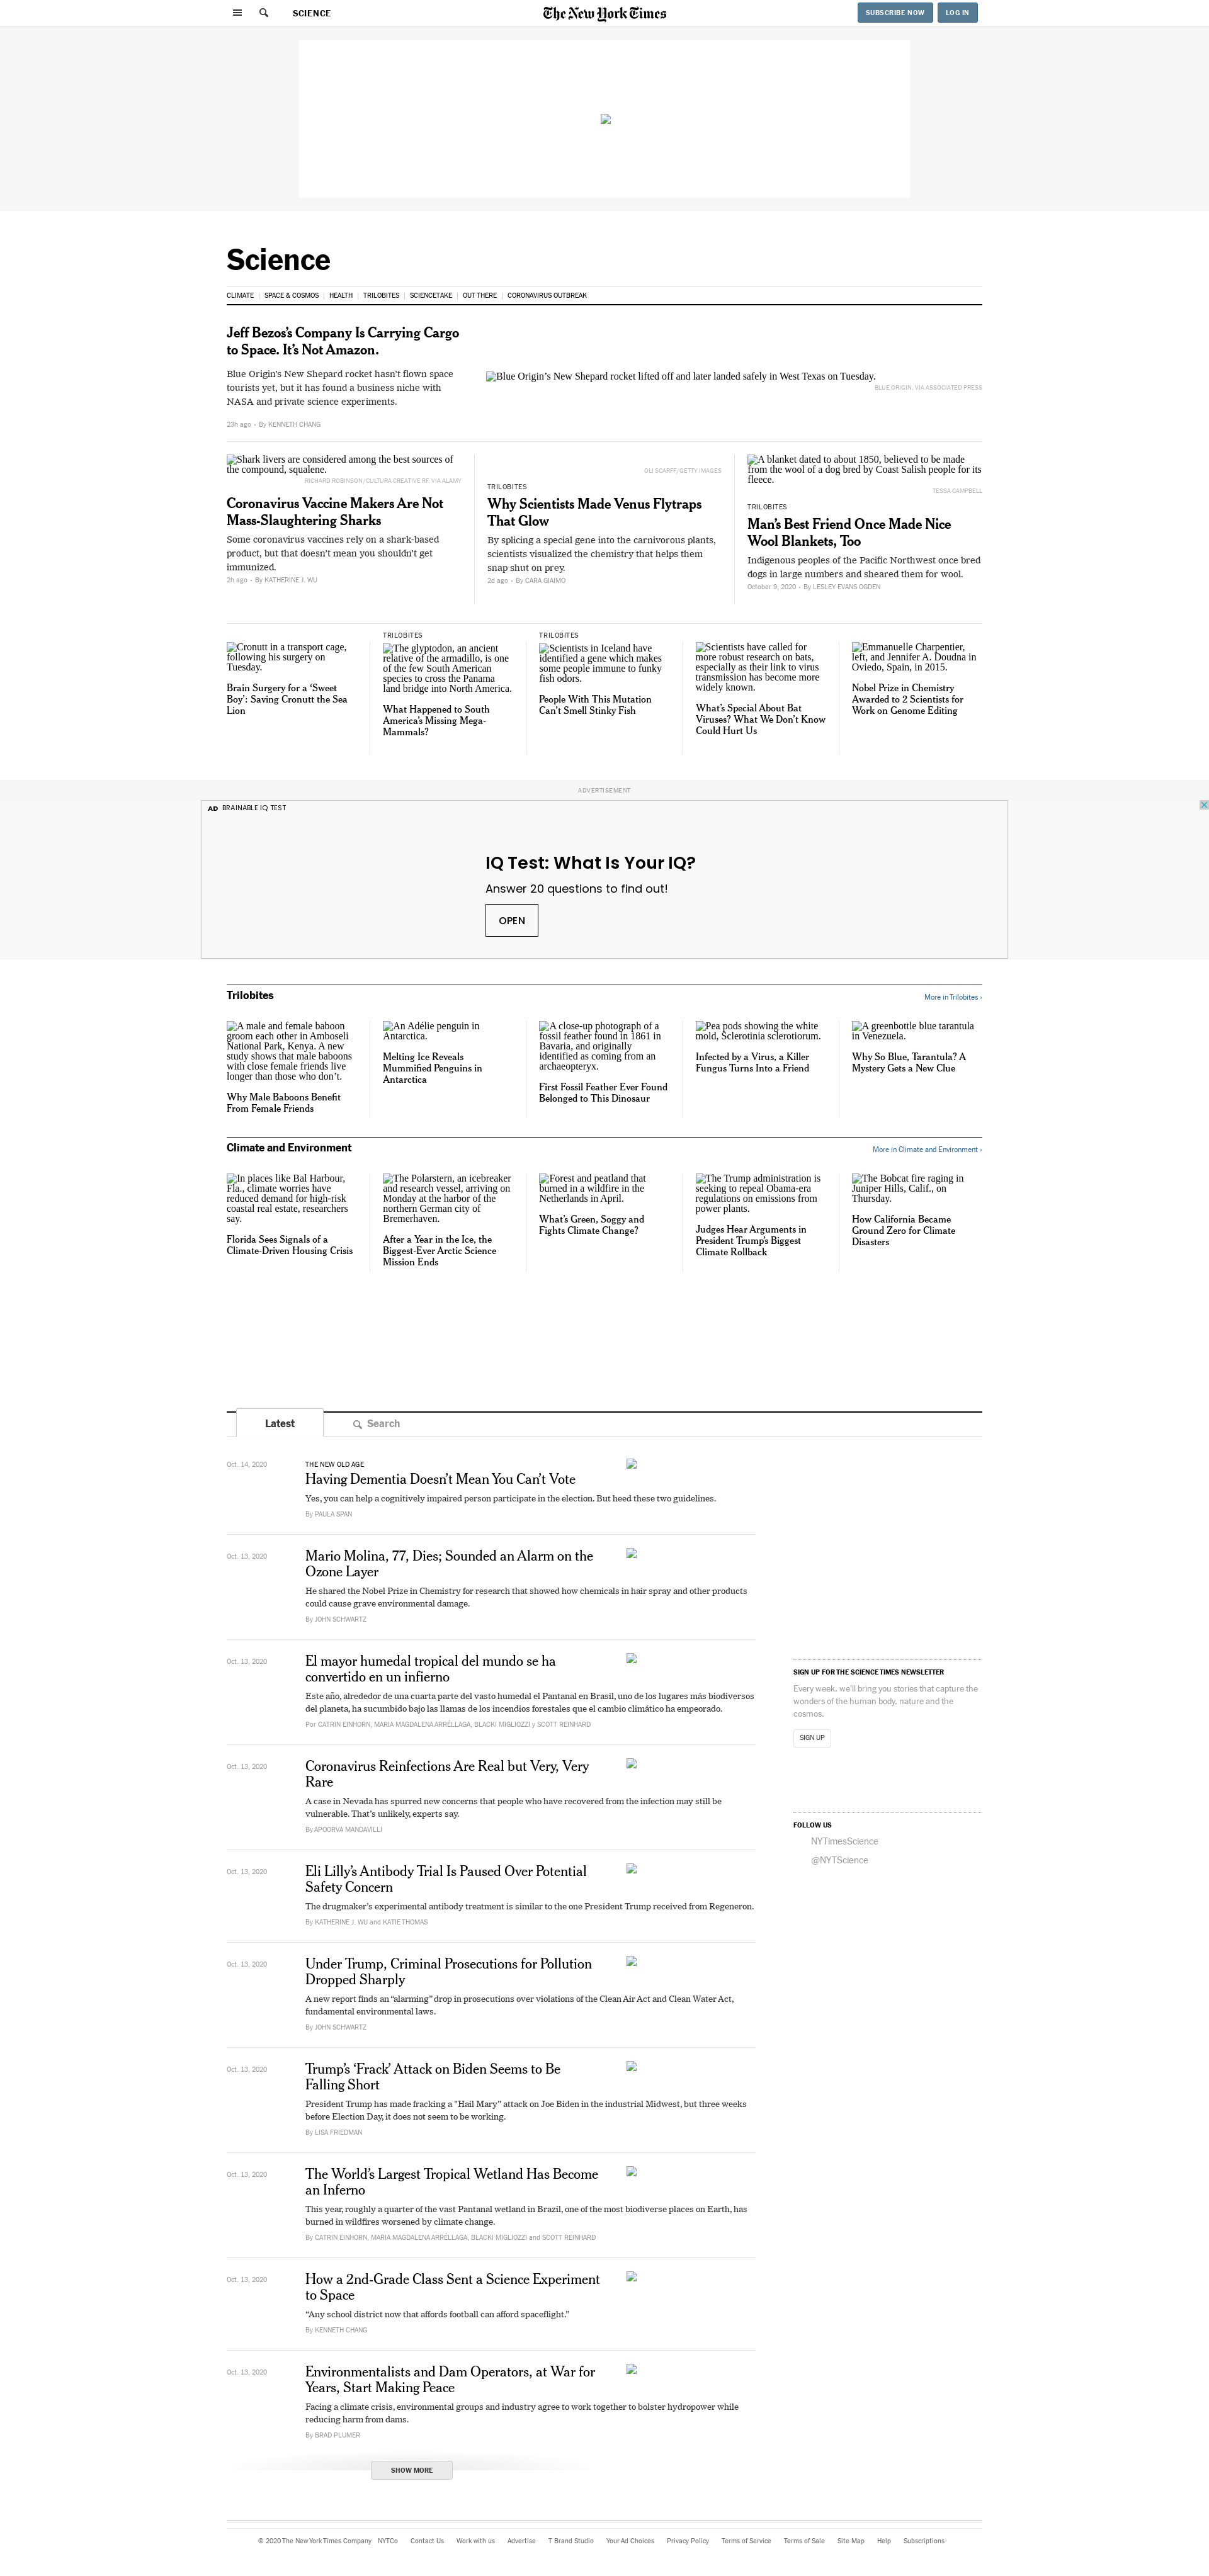 SCIENCE
The New York Times
SUBSCRIBE NOW
LOG IN
Science
CLIMATE | SPACE & COSMOS | HEALTH | TRILOBITES | SCIENCETAKE | OUT THERE | CORONAVIRUS OUTBREAK
Jeff Bezos’s Company Is Carrying Cargo
to Space. It’s Not Amazon.
Blue Origin’s New Shepard rocket hasn’t flown space
tourists yet, but it has found a business niche with
NASA and private science experiments.
23h ago • By KENNETH CHANG
Blue Origin’s New Shepard rocket lifted off and later landed safely in West Texas on Tuesday.
BLUE ORIGIN, VIA ASSOCIATED PRESS
Shark livers are considered among the best sources of
the compound, squalene.
RICHARD ROBINSON/CULTURA CREATIVE RF, VIA ALAMY
Coronavirus Vaccine Makers Are Not
Mass-Slaughtering Sharks
Some coronavirus vaccines rely on a shark-based
product, but that doesn’t mean you shouldn’t get
immunized.
2h ago • By KATHERINE J. WU
OLI SCARFF/GETTY IMAGES
TRILOBITES
Why Scientists Made Venus Flytraps
That Glow
By splicing a special gene into the carnivorous plants,
scientists visualized the chemistry that helps them
snap shut on prey.
2d ago • By CARA GIAIMO
A blanket dated to about 1850, believed to be made
from the wool of a dog bred by Coast Salish people for its
fleece.
TESSA CAMPBELL
TRILOBITES
Man’s Best Friend Once Made Nice
Wool Blankets, Too
Indigenous peoples of the Pacific Northwest once bred
dogs in large numbers and sheared them for wool.
October 9, 2020 • By LESLEY EVANS OGDEN
Cronutt in a transport cage,
following his surgery on
Tuesday.
Brain Surgery for a ‘Sweet
Boy’: Saving Cronutt the Sea
Lion
TRILOBITES
The glyptodon, an ancient
relative of the armadillo, is one
of the few South American
species to cross the Panama
land bridge into North America.
What Happened to South
America’s Missing Mega-
Mammals?
TRILOBITES
Scientists in Iceland have
identified a gene which makes
some people immune to funky
fish odors.
People With This Mutation
Can’t Smell Stinky Fish
Scientists have called for
more robust research on bats,
especially as their link to virus
transmission has become more
widely known.
What’s Special About Bat
Viruses? What We Don’t Know
Could Hurt Us
Emmanuelle Charpentier,
left, and Jennifer A. Doudna in
Oviedo, Spain, in 2015.
Nobel Prize in Chemistry
Awarded to 2 Scientists for
Work on Genome Editing
ADVERTISEMENT
AD BRAINABLE IQ TEST
IQ Test: What Is Your IQ?
Answer 20 questions to find out!
OPEN
Trilobites
More in Trilobites ›
A male and female baboon
groom each other in Amboseli
National Park, Kenya. A new
study shows that male baboons
with close female friends live
longer than those who don’t.
Why Male Baboons Benefit
From Female Friends
An Adélie penguin in
Antarctica.
Melting Ice Reveals
Mummified Penguins in
Antarctica
A close-up photograph of a
fossil feather found in 1861 in
Bavaria, and originally
identified as coming from an
archaeopteryx.
First Fossil Feather Ever Found
Belonged to This Dinosaur
Pea pods showing the white
mold, Sclerotinia sclerotiorum.
Infected by a Virus, a Killer
Fungus Turns Into a Friend
A greenbottle blue tarantula
in Venezuela.
Why So Blue, Tarantula? A
Mystery Gets a New Clue
Climate and Environment
More in Climate and Environment ›
In places like Bal Harbour,
Fla., climate worries have
reduced demand for high-risk
coastal real estate, researchers
say.
Florida Sees Signals of a
Climate-Driven Housing Crisis
The Polarstern, an icebreaker
and research vessel, arriving on
Monday at the harbor of the
northern German city of
Bremerhaven.
After a Year in the Ice, the
Biggest-Ever Arctic Science
Mission Ends
Forest and peatland that
burned in a wildfire in the
Netherlands in April.
What’s Green, Soggy and
Fights Climate Change?
The Trump administration is
seeking to repeal Obama-era
regulations on emissions from
power plants.
Judges Hear Arguments in
President Trump’s Biggest
Climate Rollback
The Bobcat fire raging in
Juniper Hills, Calif., on
Thursday.
How California Became
Ground Zero for Climate
Disasters
Latest
Search
Oct. 14, 2020
THE NEW OLD AGE
Having Dementia Doesn’t Mean You Can’t Vote
Yes, you can help a cognitively impaired person participate in the election. But heed these two guidelines.
By PAULA SPAN
Oct. 13, 2020
Mario Molina, 77, Dies; Sounded an Alarm on the
Ozone Layer
He shared the Nobel Prize in Chemistry for research that showed how chemicals in hair spray and other products
could cause grave environmental damage.
By JOHN SCHWARTZ
Oct. 13, 2020
El mayor humedal tropical del mundo se ha
convertido en un infierno
Este año, alrededor de una cuarta parte del vasto humedal el Pantanal en Brasil, uno de los lugares más biodiversos
del planeta, ha sucumbido bajo las llamas de los incendios forestales que el cambio climático ha empeorado.
Por CATRIN EINHORN, MARIA MAGDALENA ARRÉLLAGA, BLACKI MIGLIOZZI y SCOTT REINHARD
Oct. 13, 2020
Coronavirus Reinfections Are Real but Very, Very
Rare
A case in Nevada has spurred new concerns that people who have recovered from the infection may still be
vulnerable. That’s unlikely, experts say.
By APOORVA MANDAVILLI
Oct. 13, 2020
Eli Lilly’s Antibody Trial Is Paused Over Potential
Safety Concern
The drugmaker’s experimental antibody treatment is similar to the one President Trump received from Regeneron.
By KATHERINE J. WU and KATIE THOMAS
Oct. 13, 2020
Under Trump, Criminal Prosecutions for Pollution
Dropped Sharply
A new report finds an “alarming” drop in prosecutions over violations of the Clean Air Act and Clean Water Act,
fundamental environmental laws.
By JOHN SCHWARTZ
Oct. 13, 2020
Trump’s ‘Frack’ Attack on Biden Seems to Be
Falling Short
President Trump has made fracking a "Hail Mary" attack on Joe Biden in the industrial Midwest, but three weeks
before Election Day, it does not seem to be working.
By LISA FRIEDMAN
Oct. 13, 2020
The World’s Largest Tropical Wetland Has Become
an Inferno
This year, roughly a quarter of the vast Pantanal wetland in Brazil, one of the most biodiverse places on Earth, has
burned in wildfires worsened by climate change.
By CATRIN EINHORN, MARIA MAGDALENA ARRÉLLAGA, BLACKI MIGLIOZZI and SCOTT REINHARD
Oct. 13, 2020
How a 2nd-Grade Class Sent a Science Experiment
to Space
“Any school district now that affords football can afford spaceflight.”
By KENNETH CHANG
Oct. 13, 2020
Environmentalists and Dam Operators, at War for
Years, Start Making Peace
Facing a climate crisis, environmental groups and industry agree to work together to bolster hydropower while
reducing harm from dams.
By BRAD PLUMER
SHOW MORE
SIGN UP FOR THE SCIENCE TIMES NEWSLETTER
Every week, we'll bring you stories that capture the
wonders of the human body, nature and the
cosmos.
SIGN UP
FOLLOW US
NYTimesScience
@NYTScience
© 2020 The New York Times Company NYTCo Contact Us Work with us Advertise T Brand Studio Your Ad Choices Privacy Policy Terms of Service Terms of Sale Site Map Help Subscriptions